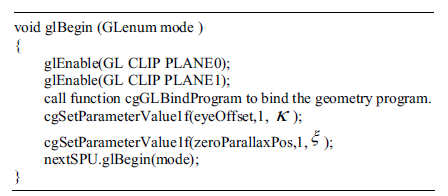 void glBegin (GLenum mode )
{
glEnable(GL CLIP PLANE0);
glEnable(GL CLIP PLANE1);
call function cgGLBindProgram to bind the geometry program.
cgSetParameterValue1f(eyeOffset,1, κ );
cgSetParameterValue1f(zeroParallaxPos,1, ξ );
nextSPU.glBegin(mode);
}